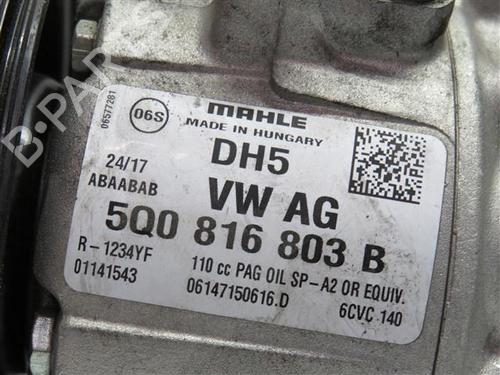 06577281
06S
MAHLE
MADE IN HUNGARY
DH5
24/17
ABAABAB
VW AG
5Q0 816 803 B
R-1234YF
110 cc PAG OIL SP-A2 OR EQUIV.
01141543
06147150616.D
6CVC 140
B-PARTS